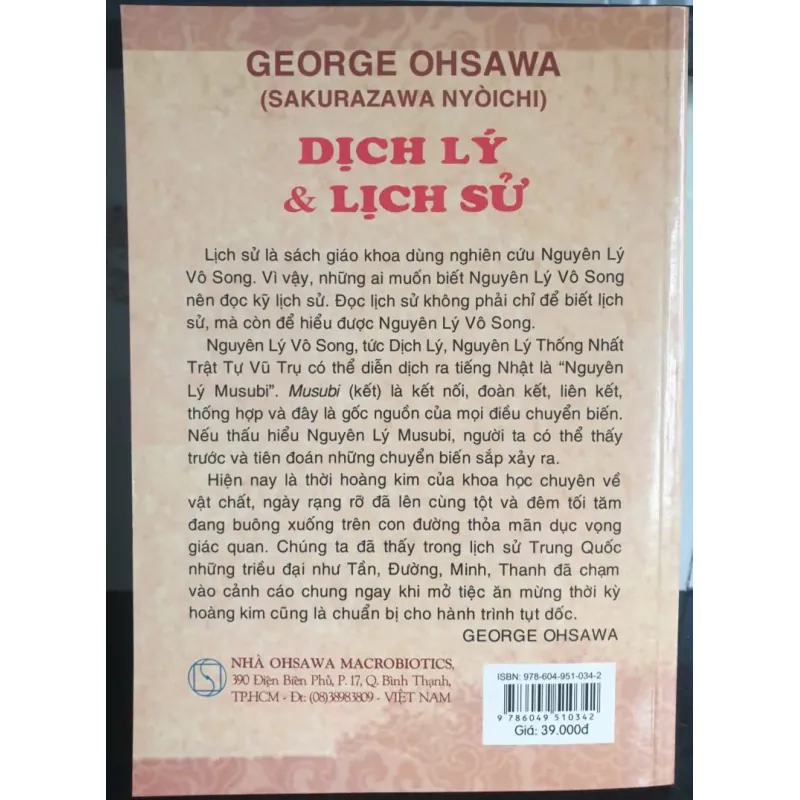 GEORGE OHSAWA
(SAKURAZAWA NYÒICHI)
DỊCH LÝ
& LỊCH SỬ
Lịch sử là sách giáo khoa dùng nghiên cứu Nguyên Lý
Vô Song. Vì vậy, những ai muốn biết Nguyên Lý Vô Song
nên đọc kỹ lịch sử. Đọc lịch sử không phải chỉ để biết lịch
sử, mà còn để hiểu được Nguyên Lý Vô Song.
Nguyên Lý Vô Song, tức Dịch Lý, Nguyên Lý Thống Nhất
Trật Tự Vũ Trụ có thể diễn dịch ra tiếng Nhật là “Nguyên
Lý Musubi”. Musubi (kết) là kết nối, đoàn kết, liên kết,
thống hợp và đây là gốc nguồn của mọi điều chuyển biến.
Nếu thấu hiểu Nguyên Lý Musubi, người ta có thể thấy
trước và tiên đoán những chuyển biến sắp xảy ra.
Hiện nay là thời hoàng kim của khoa học chuyên về
vật chất, ngày rạng rỡ đã lên cùng tột và đêm tối tăm
đang buông xuống trên con đường thỏa mãn dục vọng
giác quan. Chúng ta đã thấy trong lịch sử Trung Quốc
những triều đại như Tần, Đường, Minh, Thanh đã chạm
vào cảnh cáo chung ngay khi mở tiệc ăn mừng thời kỳ
hoàng kim cũng là chuẩn bị cho hành trình tụt dốc.
GEORGE OHSAWA
NHÀ OHSAWA MACROBIOTICS,
390 Điện Biên Phủ, P. 17, Q. Bình Thạnh,
TP.HCM - Đt: (08)38983809 - VIỆT NAM
ISBN: 978-604-951-034-2
9 786049 510342
Giá: 39.000đ